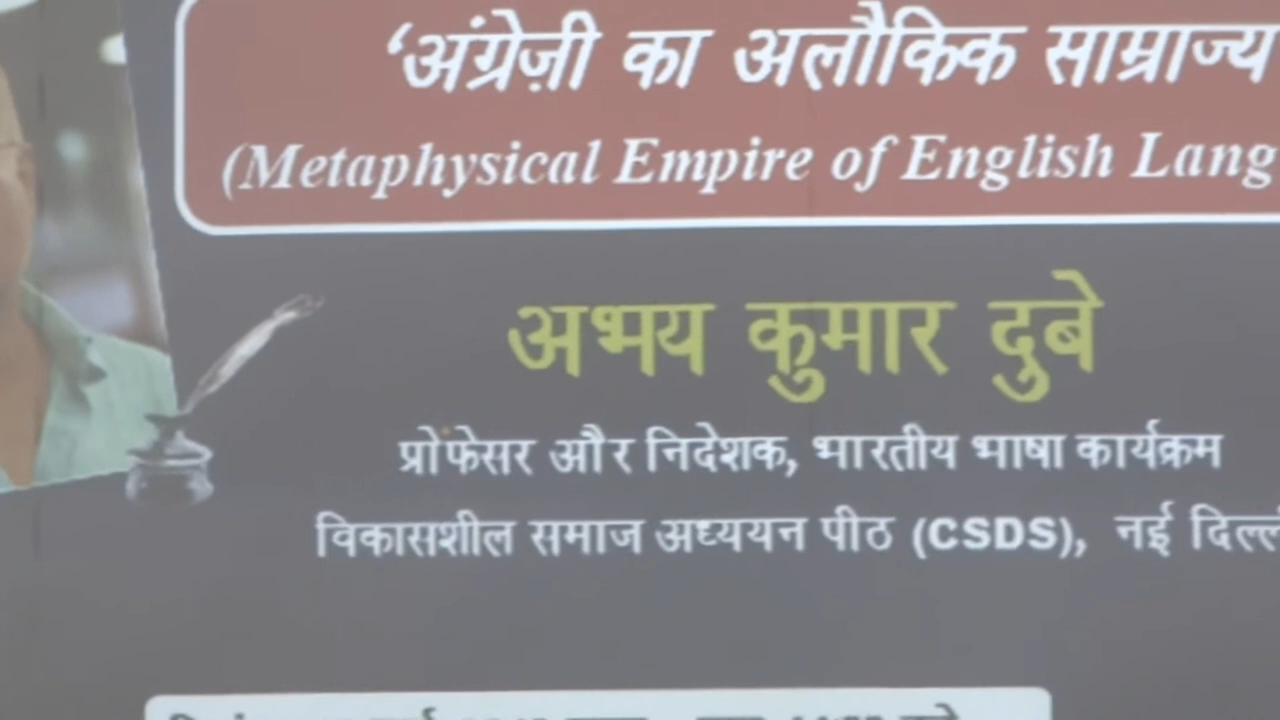 ‘अंग्रेज़ी का अलौकिक साम्राज्य
(Metaphysical Empire of English Lang
अभय कुमार दुबे
प्रोफेसर और निदेशक, भारतीय भाषा कार्यक्रम
विकासशील समाज अध्ययन पीठ (CSDS), नई दिल्ली